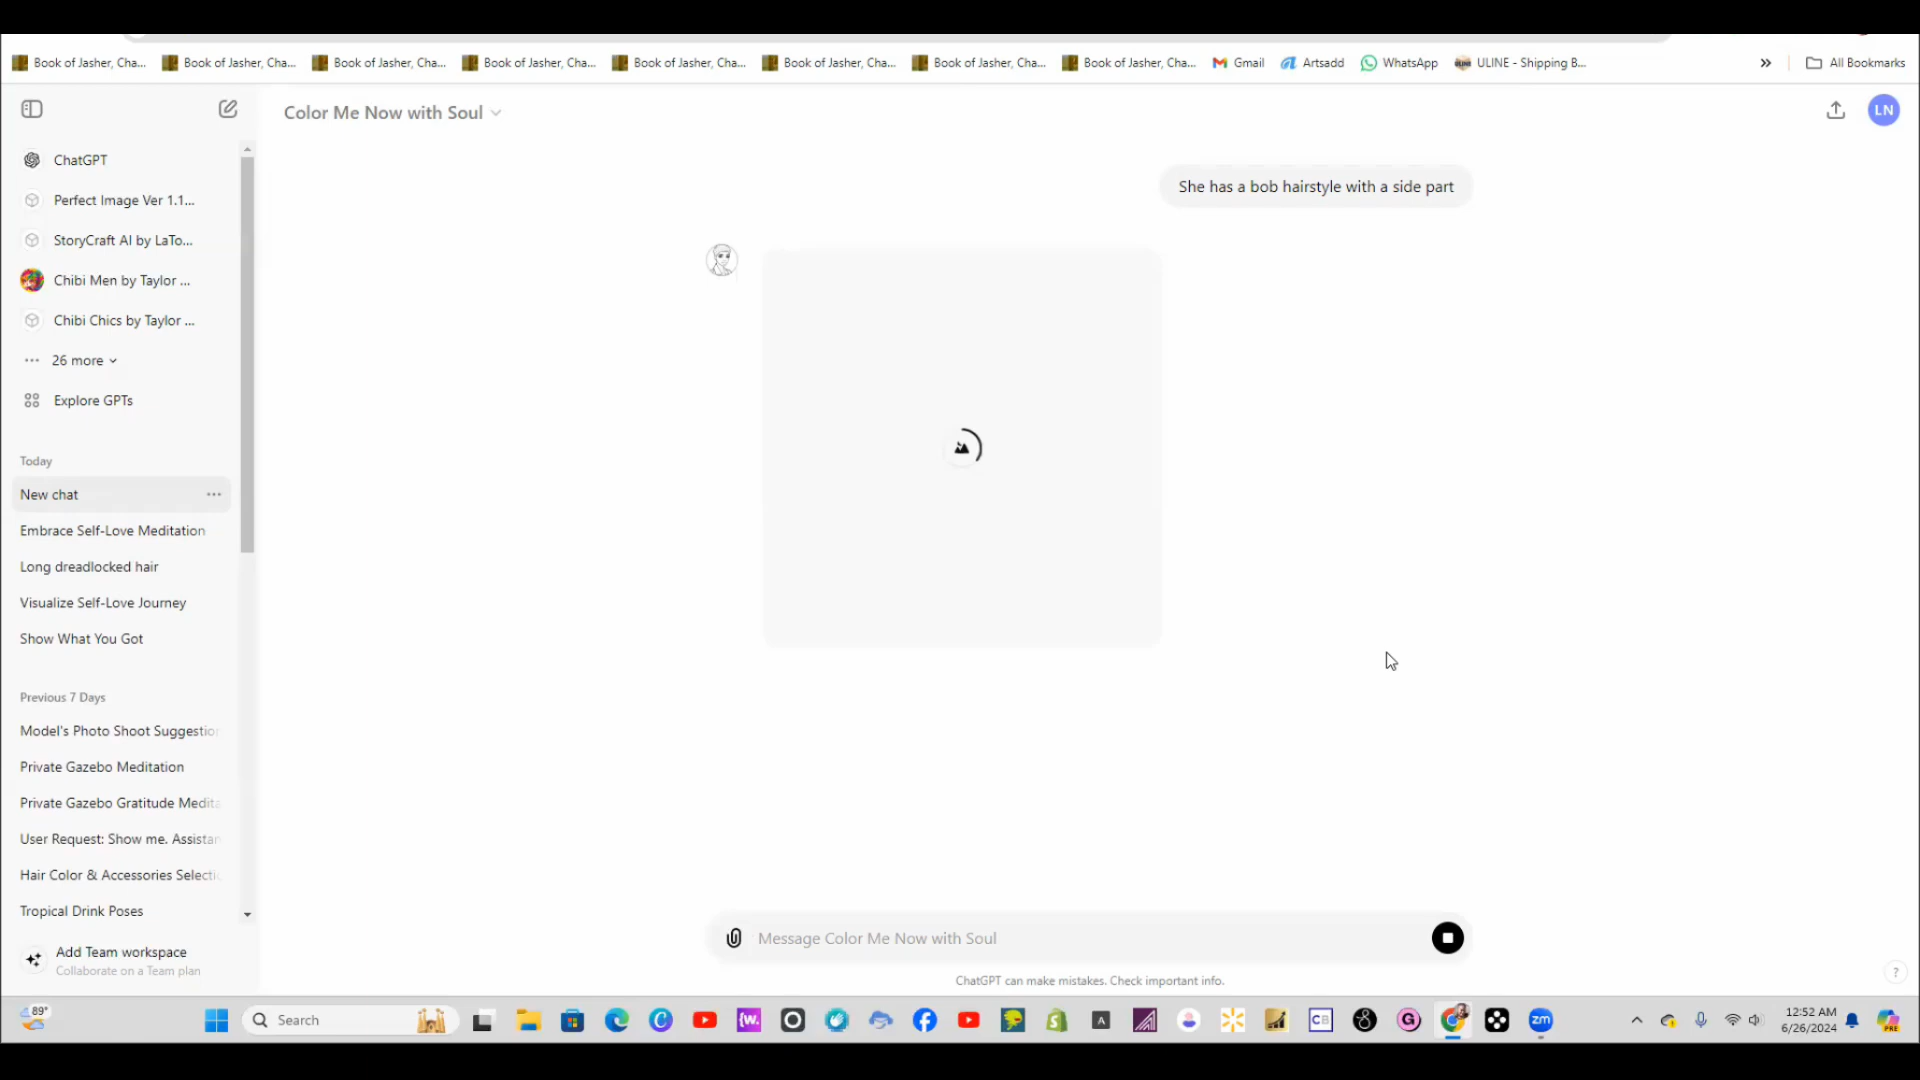 Book of Jasher, Cha...
Book of Jasher, Cha...
Book of Jasher, Cha...
Book of Jasher, Cha...
Book of Jasher, Cha...
Book of Jasher, Cha...
Book of Jasher, Cha...
Book of Jasher, Cha...
Gmail
Artsadd
WhatsApp
ULINE - Shipping B...
All Bookmarks
Color Me Now with Soul
LN
ChatGPT
Perfect Image Ver 1.1...
StoryCraft AI by LaTo...
Chibi Men by Taylor ...
Chibi Chics by Taylor ...
26 more
Explore GPTs
Today
New chat
Embrace Self-Love Meditation
Long dreadlocked hair
Visualize Self-Love Journey
Show What You Got
Previous 7 Days
Model's Photo Shoot Suggestion
Private Gazebo Meditation
Private Gazebo Gratitude Medita
User Request: Show me. Assistan
Hair Color & Accessories Selecti
Tropical Drink Poses
Add Team workspace
Collaborate on a Team plan
She has a bob hairstyle with a side part
Message Color Me Now with Soul
ChatGPT can make mistakes. Check important info.
?
89°
Search
{w.
A
CB
G
zm
12:52 AM
6/26/2024
PRE